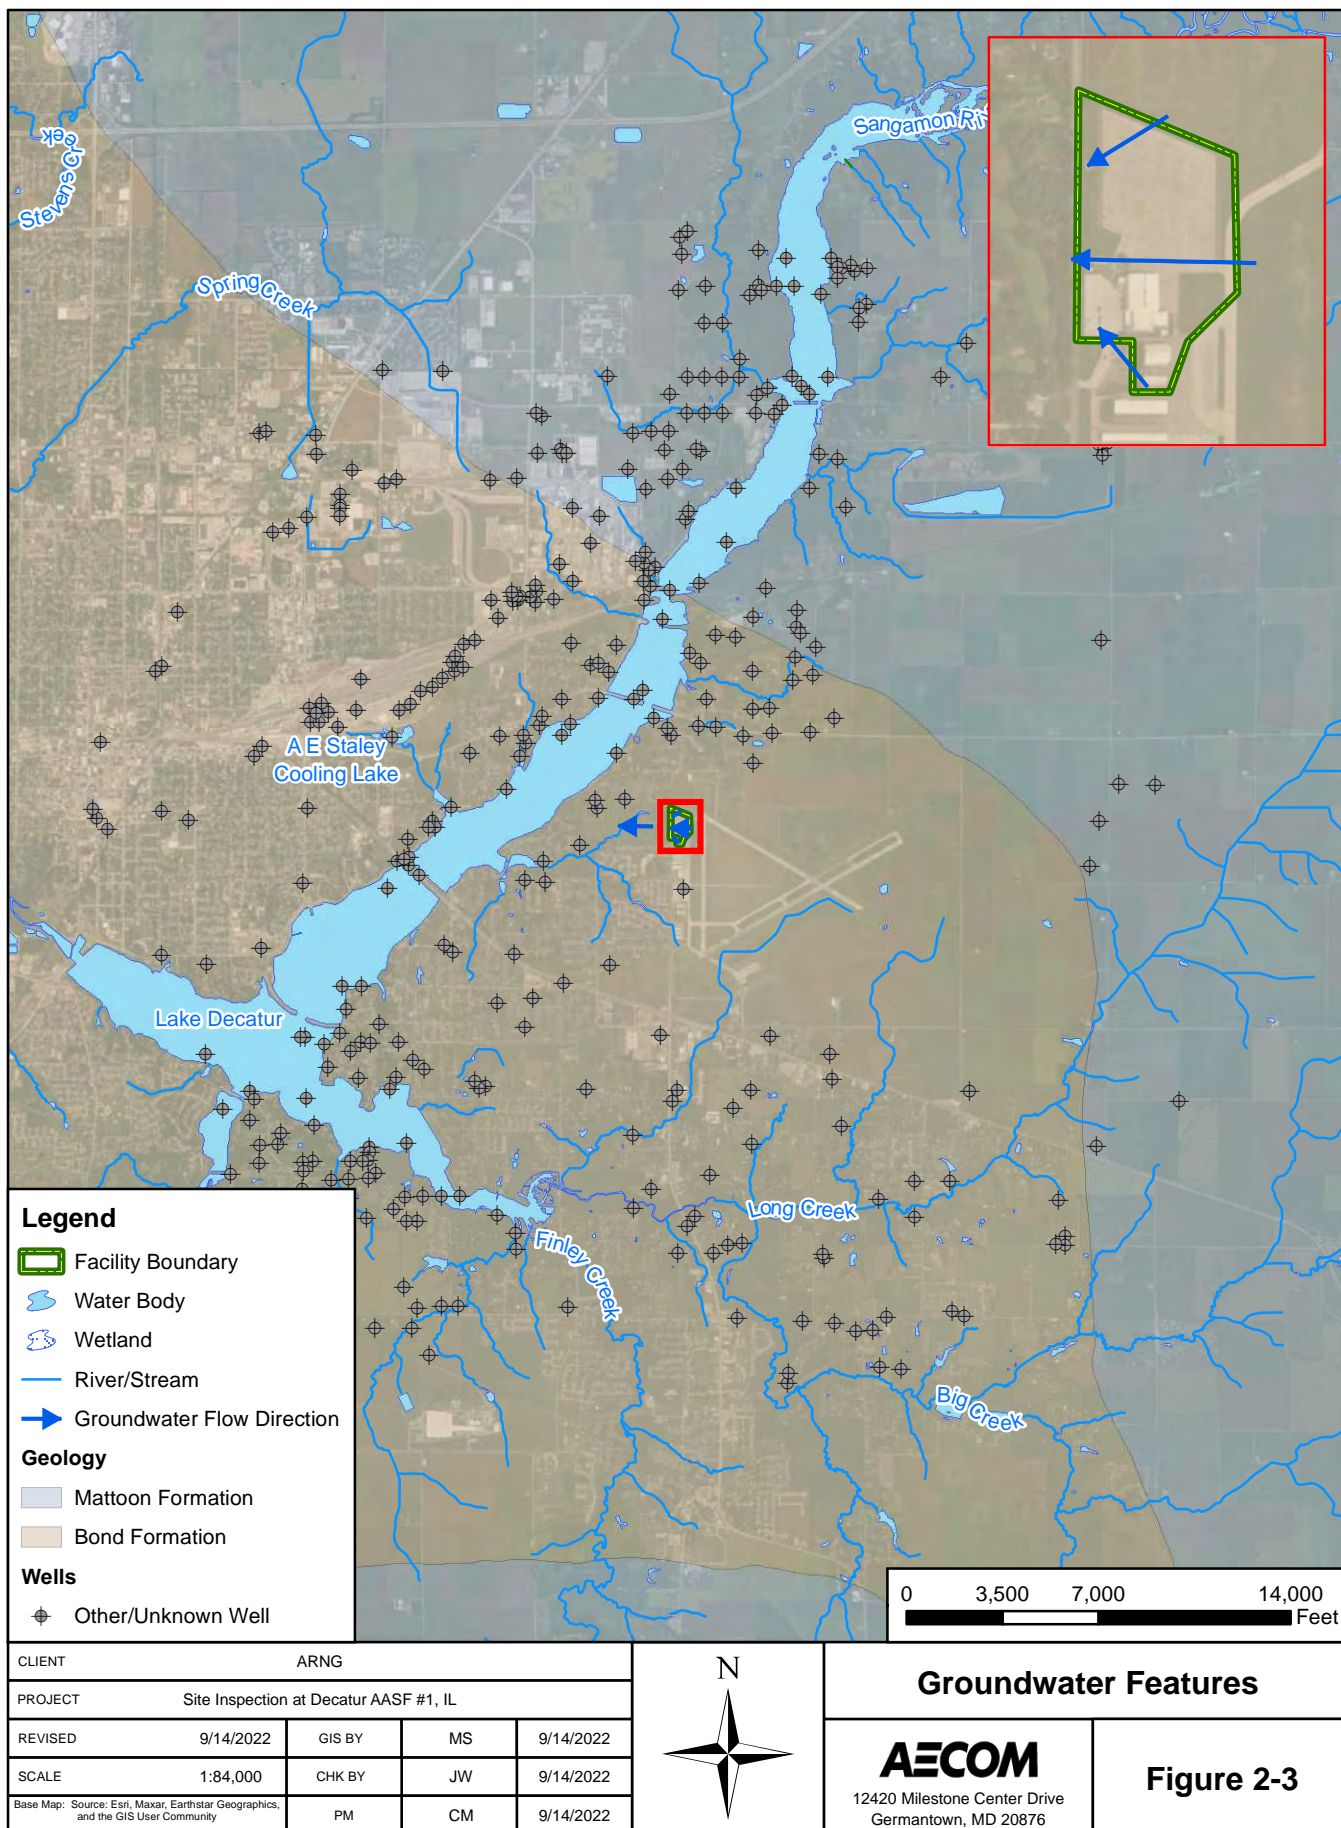 Sangamon Riv
Stevens Creek
Spring Creek
A E Staley
Cooling Lake
Lake Decatur
Long Creek
Finley Creek
Big Creek
Legend
Facility Boundary
Water Body
Wetland
River/Stream
Groundwater Flow Direction
Geology
Mattoon Formation
Bond Formation
Wells
Other/Unknown Well
0 3,500 7,000 14,000
Feet
CLIENT ARNG
PROJECT Site Inspection at Decatur AASF #1, IL
REVISED 9/14/2022 GIS BY MS 9/14/2022
SCALE 1:84,000 CHK BY JW 9/14/2022
Base Map: Source: Esri, Maxar, Earthstar Geographics,
and the GIS User Community
PM CM 9/14/2022
N
Groundwater Features
AECOM
12420 Milestone Center Drive
Germantown, MD 20876
Figure 2-3